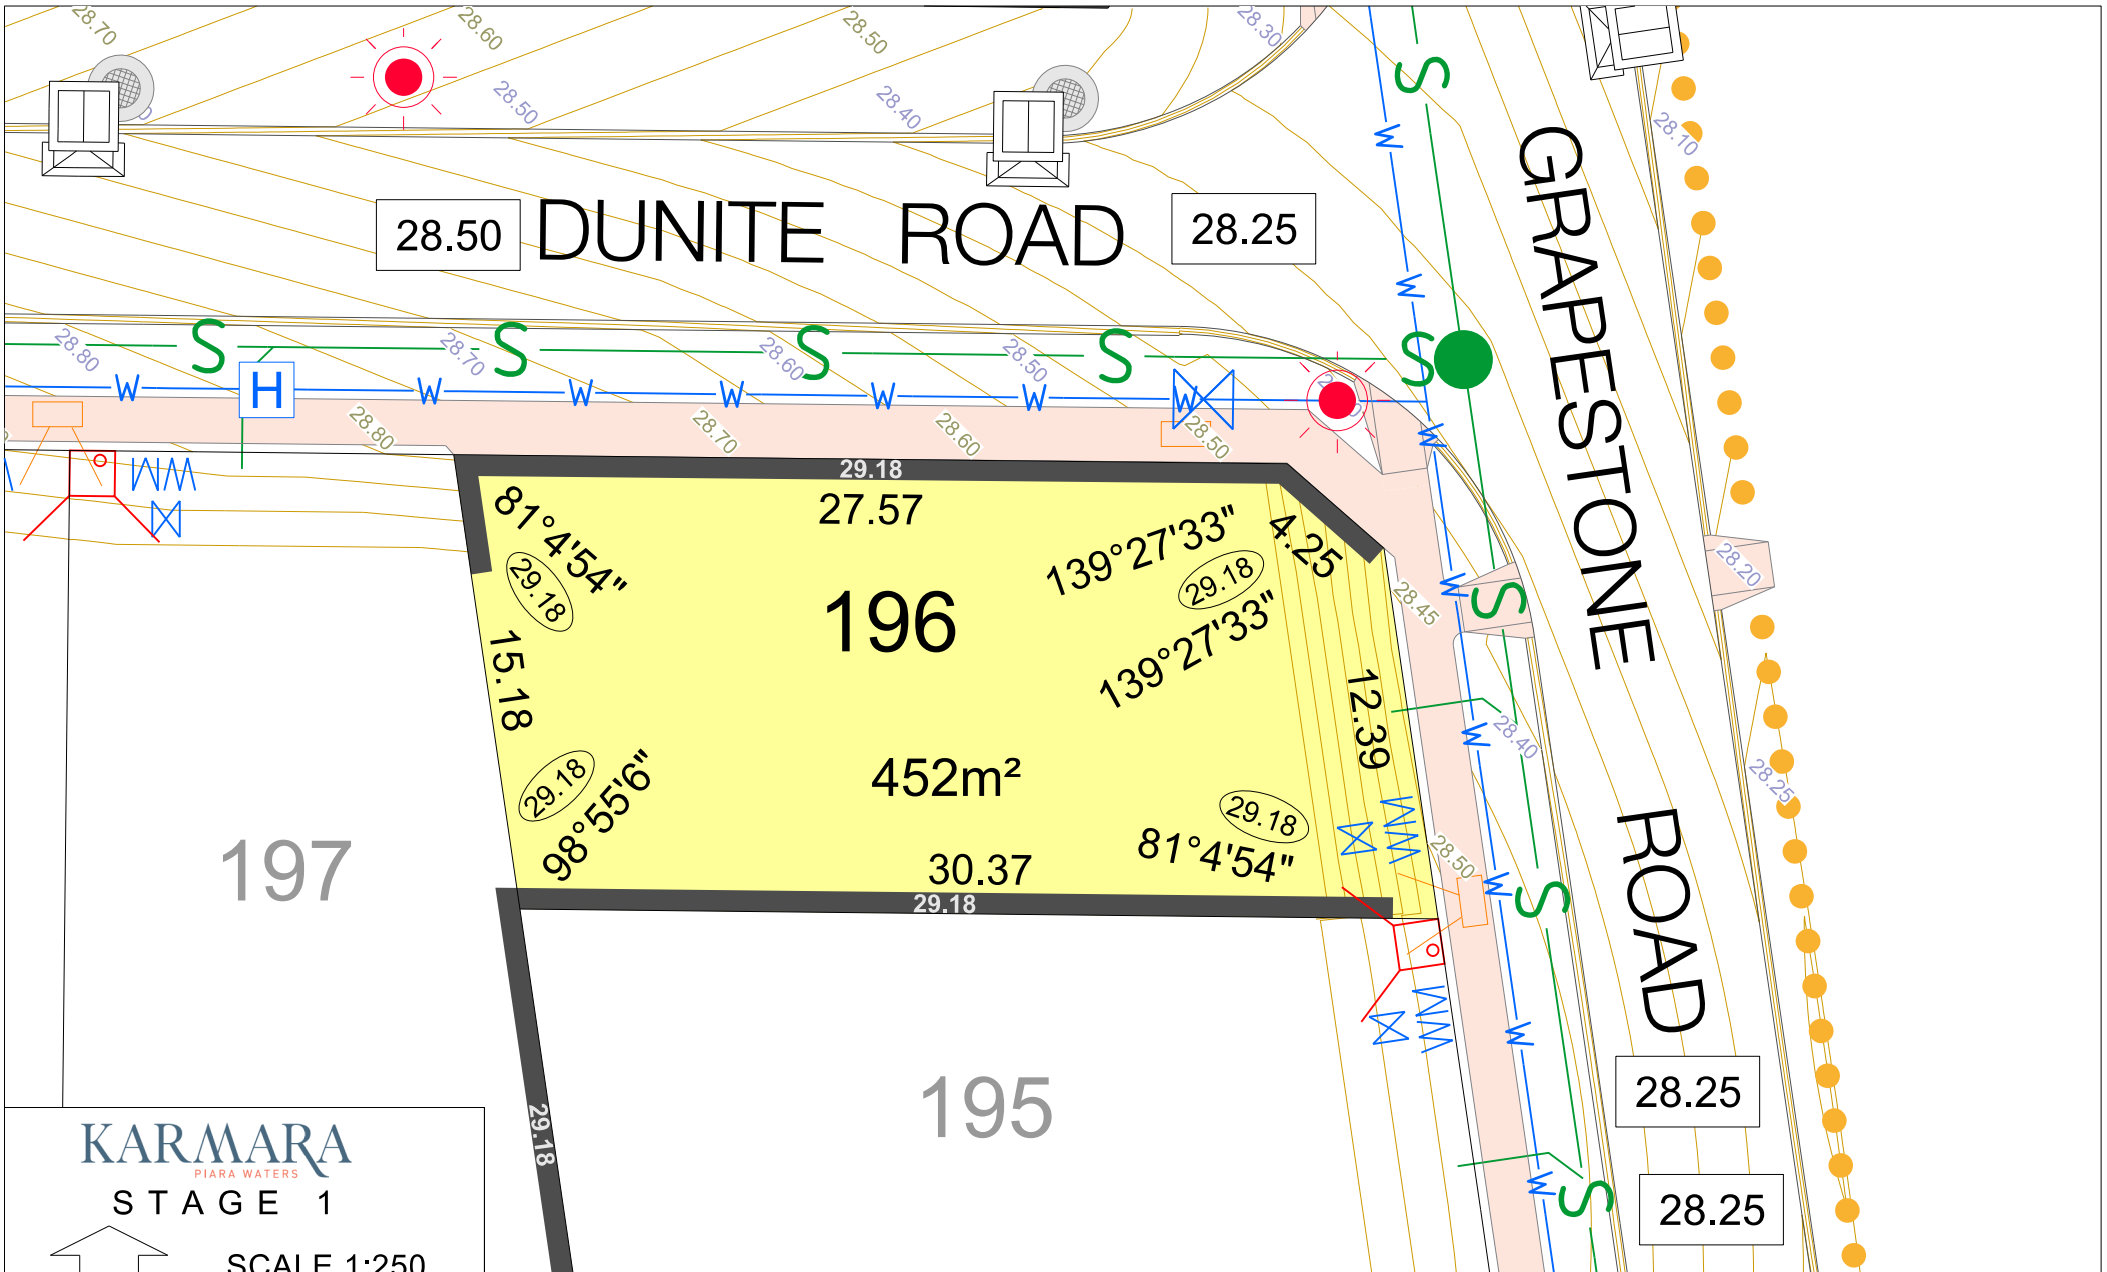 28.70
28.60
28.50
28.30
28.50
28.40
28.10
S
W
28.50
DUNITE ROAD
28.25
GRAPESTONE ROAD
W
S
S
S
S
S
28.80
28.70
28.60
28.50
H
W
W
W
W
W
W
W
W
W
28.80
28.70
28.60
28.50
29.18
27.57
81°4'54"
29.18
139°27'33"
29.18
139°27'33"
4.25
28.45
W
S
28.20
196
15.18
12.39
W
28.40
28.25
452m²
29.18
98°55'6"
29.18
81°4'54"
28.50
W
S
30.37
29.18
197
195
29.18
W
28.25
28.25
W
S
KARMARA
PIARA WATERS
STAGE 1
SCALE 1:250